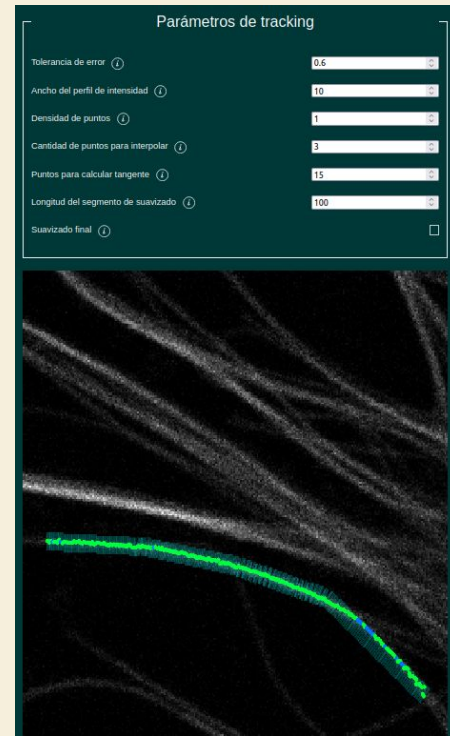 Parámetros de tracking
Tolerancia de error i 0.6
Ancho del perfil de intensidad i 10
Densidad de puntos i 1
Cantidad de puntos para interpolar i 3
Puntos para calcular tangente i 15
Longitud del segmento de suavizado i 100
Suavizado final i